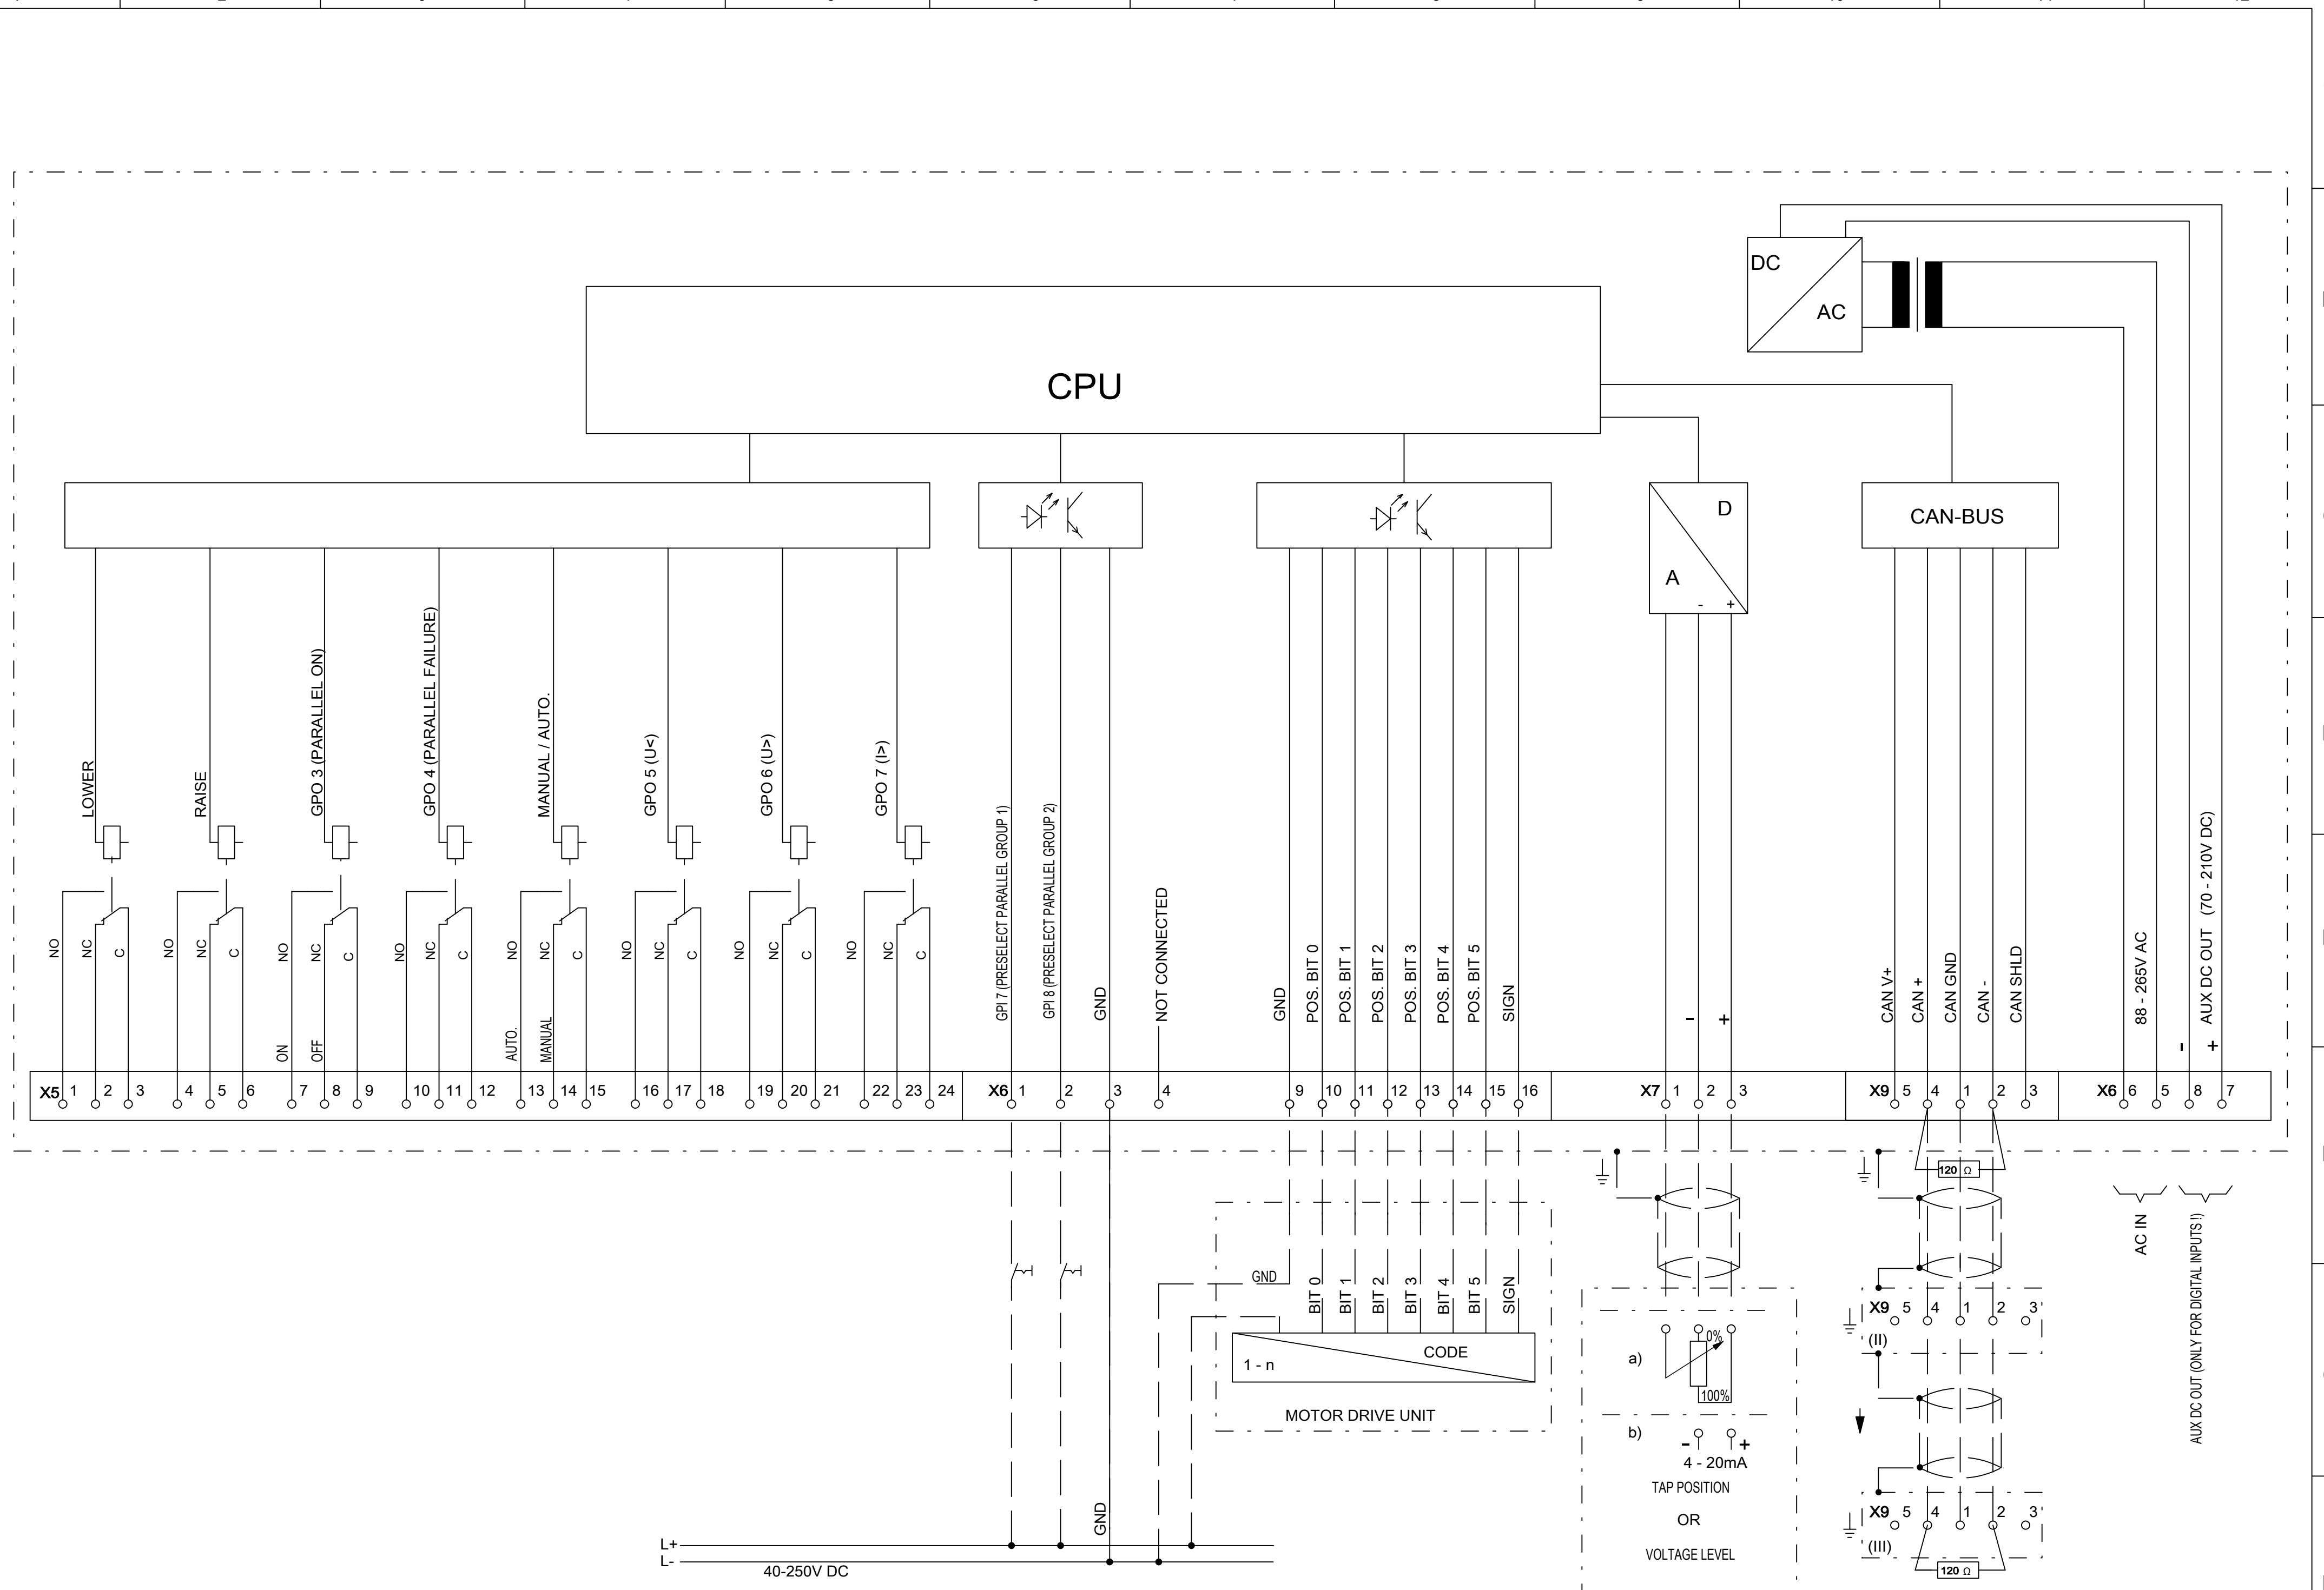 DC
AC
CPU
D
A
- +
CAN-BUS
LOWER
RAISE
GPO 3 (PARALLEL ON)
GPO 4 (PARALLEL FAILURE)
MANUAL / AUTO.
GPO 5 (U<)
GPO 6 (U>)
GPO 7 (I>)
GPI 7 (PRESELECT PARALLEL GROUP 1)
GPI 8 (PRESELECT PARALLEL GROUP 2)
GND
NOT CONNECTED
GND
POS. BIT 0
POS. BIT 1
POS. BIT 2
POS. BIT 3
POS. BIT 4
POS. BIT 5
SIGN
- +
CAN V+
CAN +
CAN GND
CAN -
CAN SHLD
88 - 265V AC
-
+
AUX DC OUT (70 - 210V DC)
NO NC C
NO NC C
NO NC C
NO NC C
NO NC C
NO NC C
NO NC C
NO NC C
ON OFF
AUTO. MANUAL
X5 1 2 3 4 5 6 7 8 9 10 11 12 13 14 15 16 17 18 19 20 21 22 23 24
X6 1 2 3 4 9 10 11 12 13 14 15 16
X7 1 2 3
X9 5 4 1 2 3
X6 6 5 8 7
120 Ω
AC IN
AUX DC OUT (ONLY FOR DIGITAL INPUTS !)
GND
BIT 0
BIT 1
BIT 2
BIT 3
BIT 4
BIT 5
SIGN
1 - n
CODE
MOTOR DRIVE UNIT
a)
0%
100%
b)
- +
4 - 20mA
TAP POSITION
OR
VOLTAGE LEVEL
X9 5 4 1 2 3
(II)
X9 5 4 1 2 3
(III)
120 Ω
GND
L+
L-
40-250V DC